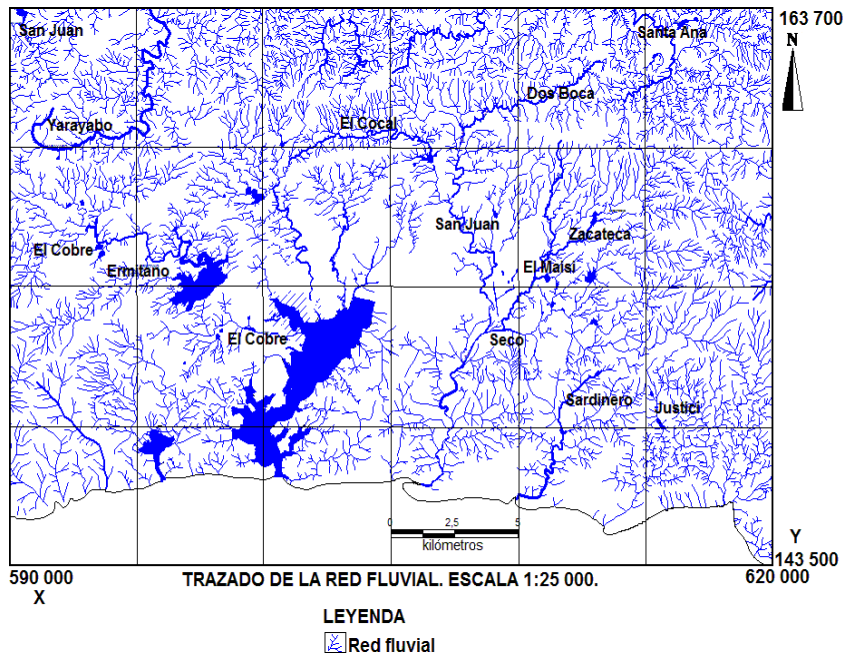 163 700
San Juan
Santa Ana
N
Dos Boca
Yarayabo
El Cocal
San Juan
Zacateca
El Cobre
Ermitano
El Maisi
El Cobre
Seco
Sardinero
Justici
0 2,5 5
kilómetros
Y
143 500
590 000
TRAZADO DE LA RED FLUVIAL. ESCALA 1:25 000.
620 000
X
LEYENDA
Red fluvial